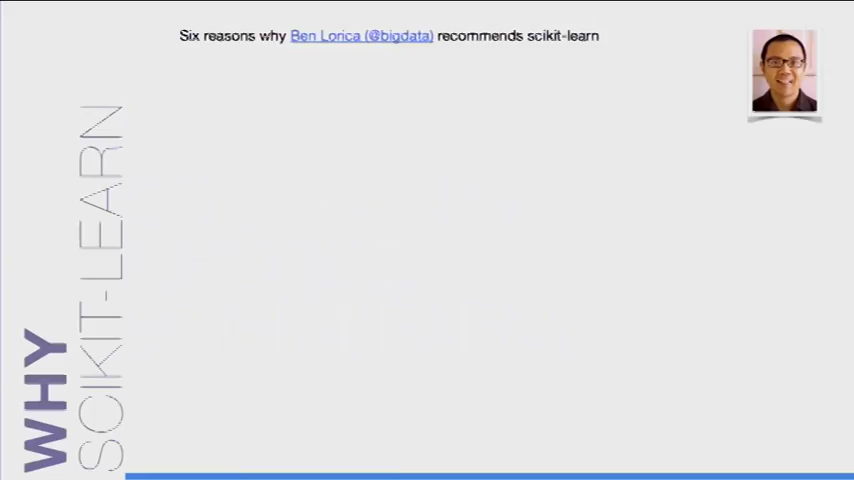 Six reasons why Ben Lorica (@bigdata) recommends scikit-learn
WHY
SCIKIT-LEARN